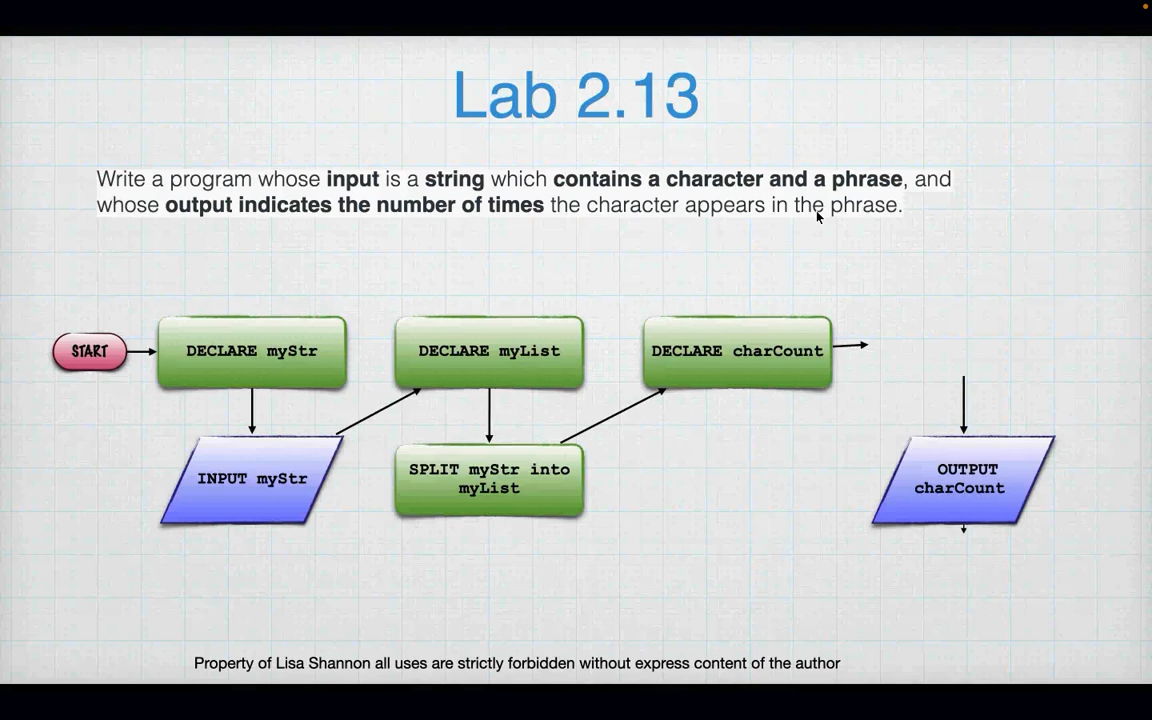 Lab 2.13
Write a program whose input is a string which contains a character and a phrase, and
whose output indicates the number of times the character appears in the phrase.
START
DECLARE myStr
DECLARE myList
DECLARE charCount
INPUT myStr
SPLIT myStr into
myList
OUTPUT
charCount
Property of Lisa Shannon all uses are strictly forbidden without express content of the author